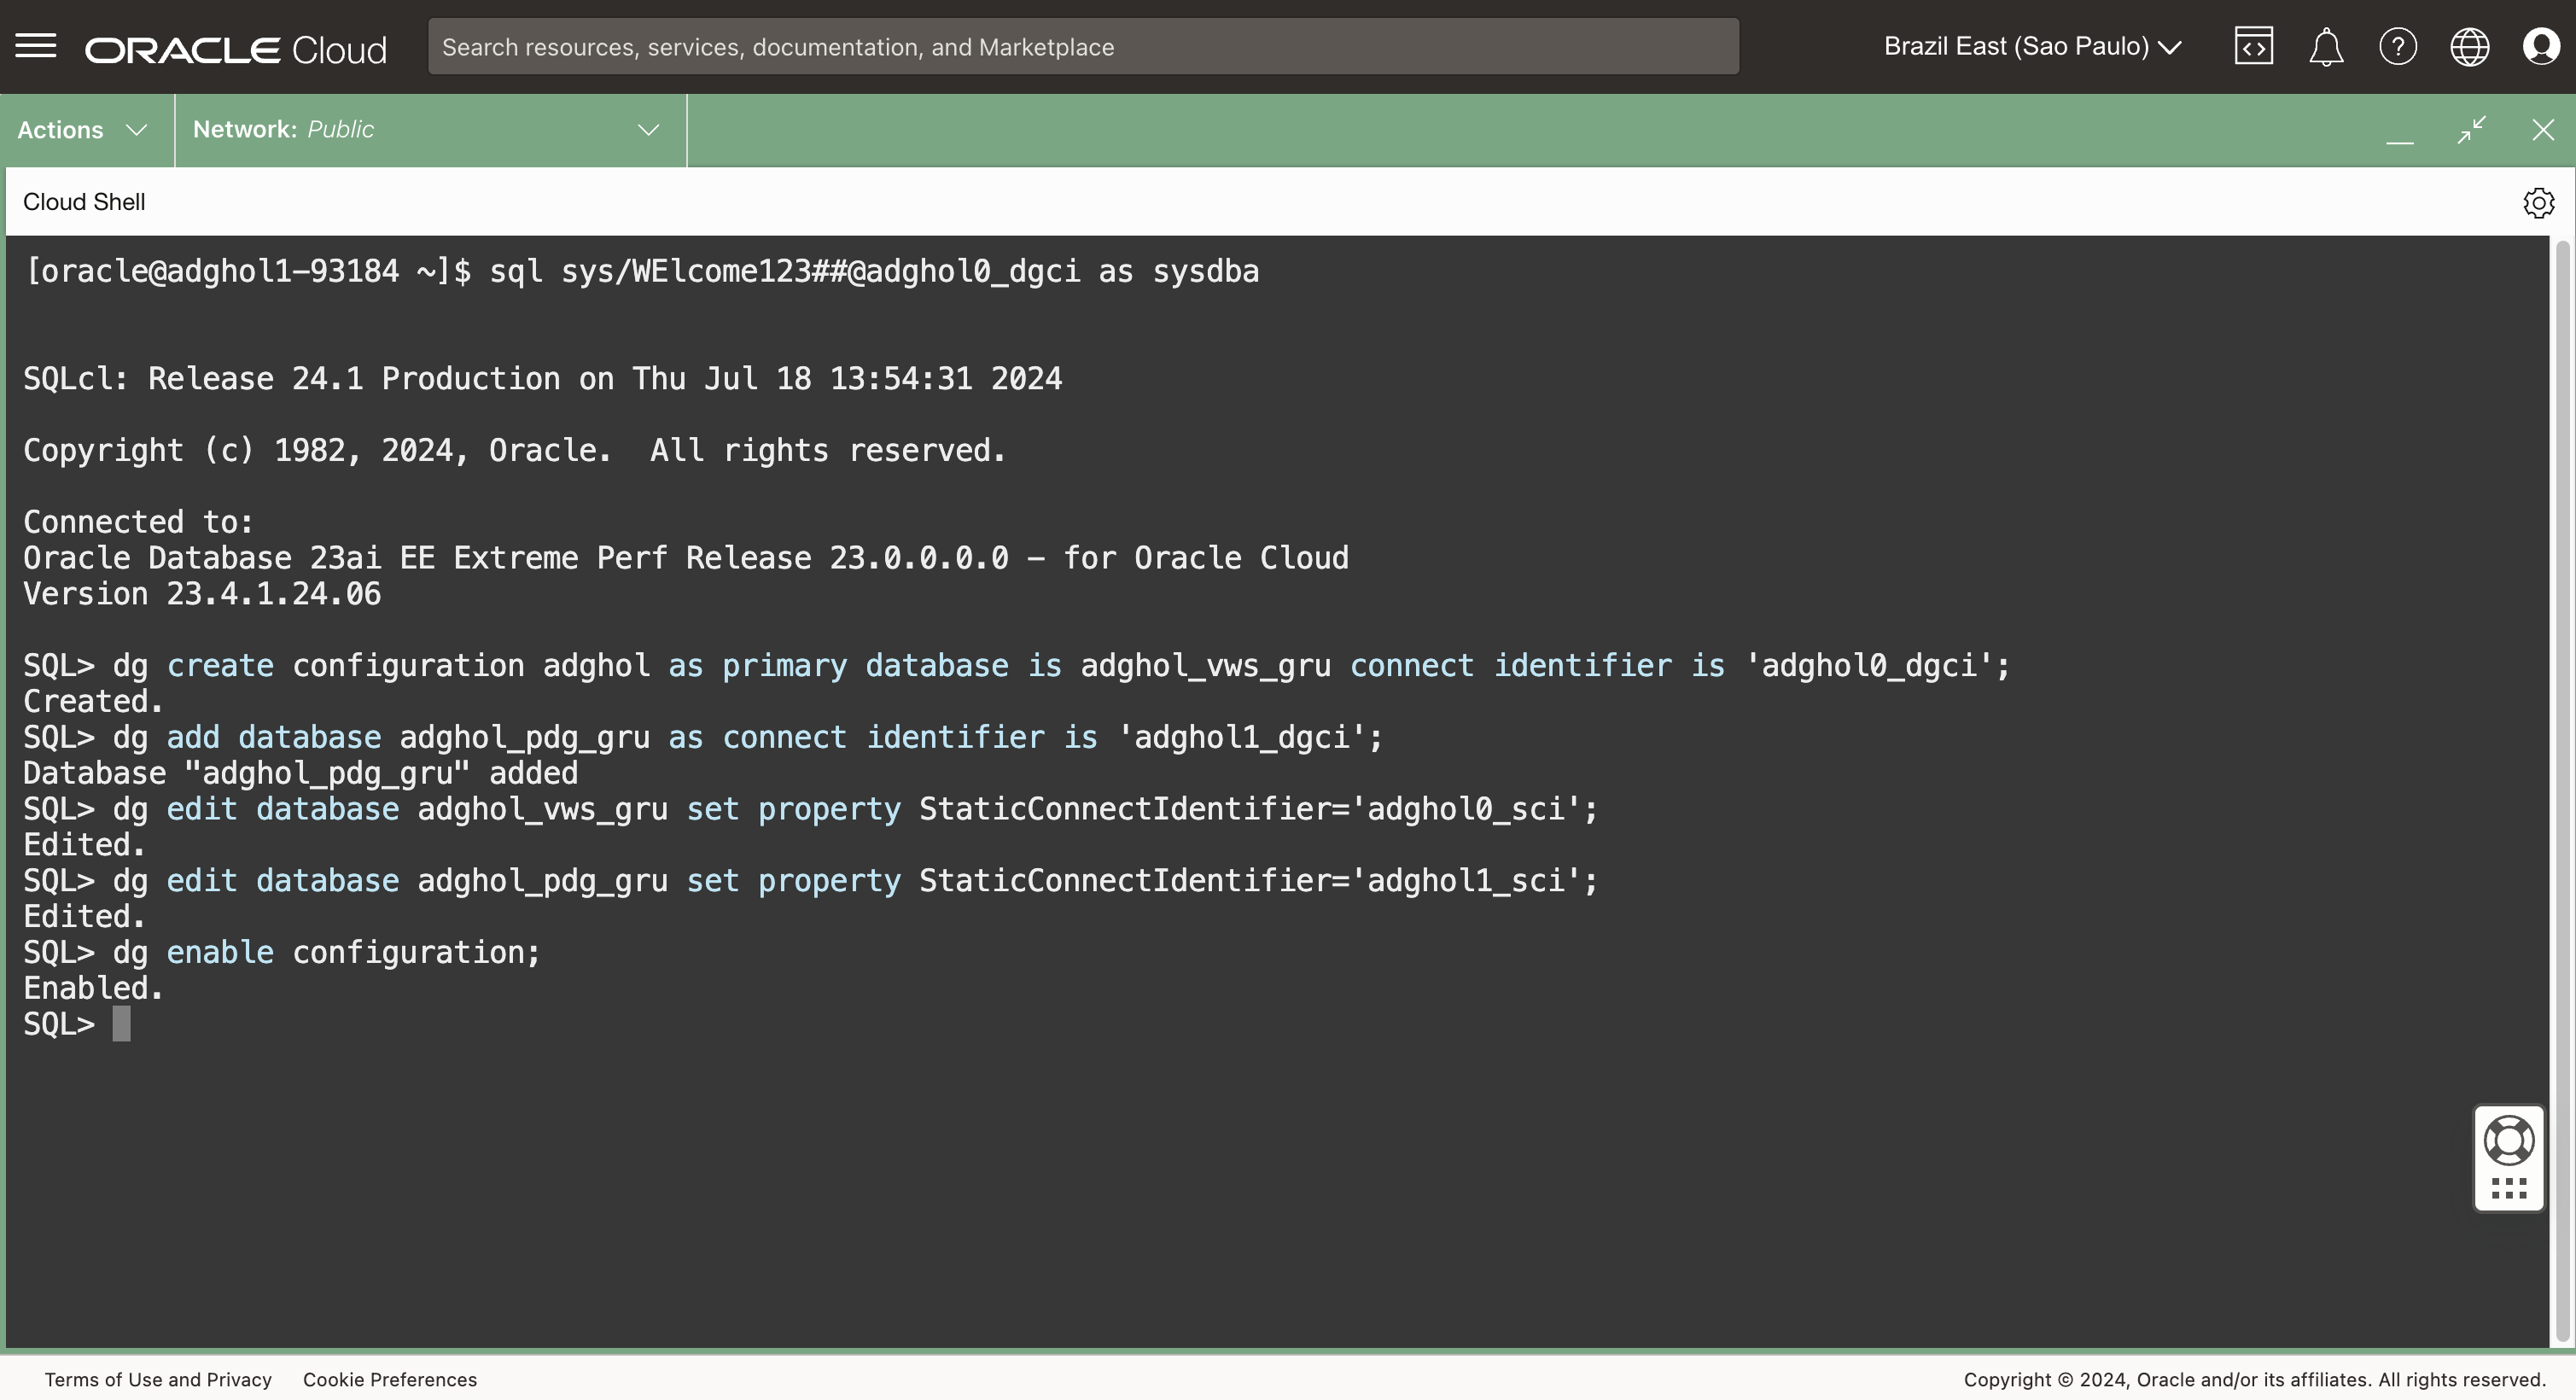 ORACLE Cloud
Search resources, services, documentation, and Marketplace
Brazil East (Sao Paulo)
Actions
Network: Public
Cloud Shell
[oracle@adghol1-93184 ~]$ sql sys/WElcome123##@adghol0_dgci as sysdba
SQLcl: Release 24.1 Production on Thu Jul 18 13:54:31 2024
Copyright (c) 1982, 2024, Oracle.  All rights reserved.
Connected to:
Oracle Database 23ai EE Extreme Perf Release 23.0.0.0.0 - for Oracle Cloud
Version 23.4.1.24.06
SQL> dg create configuration adghol as primary database is adghol_vws_gru connect identifier is 'adghol0_dgci';
Created.
SQL> dg add database adghol_pdg_gru as connect identifier is 'adghol1_dgci';
Database "adghol_pdg_gru" added
SQL> dg edit database adghol_vws_gru set property StaticConnectIdentifier='adghol0_sci';
Edited.
SQL> dg edit database adghol_pdg_gru set property StaticConnectIdentifier='adghol1_sci';
Edited.
SQL> dg enable configuration;
Enabled.
SQL>
Terms of Use and Privacy
Cookie Preferences
Copyright © 2024, Oracle and/or its affiliates. All rights reserved.